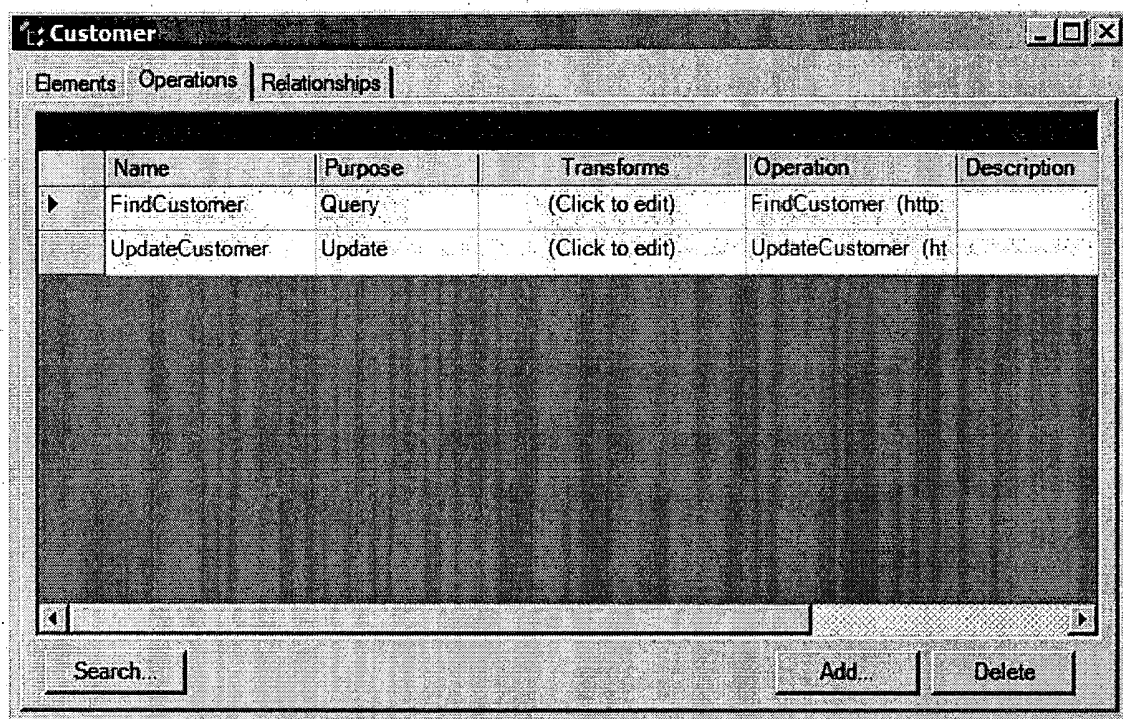 Customer
Elements Operations Relationships
Name Purpose Transforms Operation Description
FindCustomer Query (Click to edit) FindCustomer (http:
UpdateCustomer Update (Click to edit) UpdateCustomer (ht
Search... Add... Delete